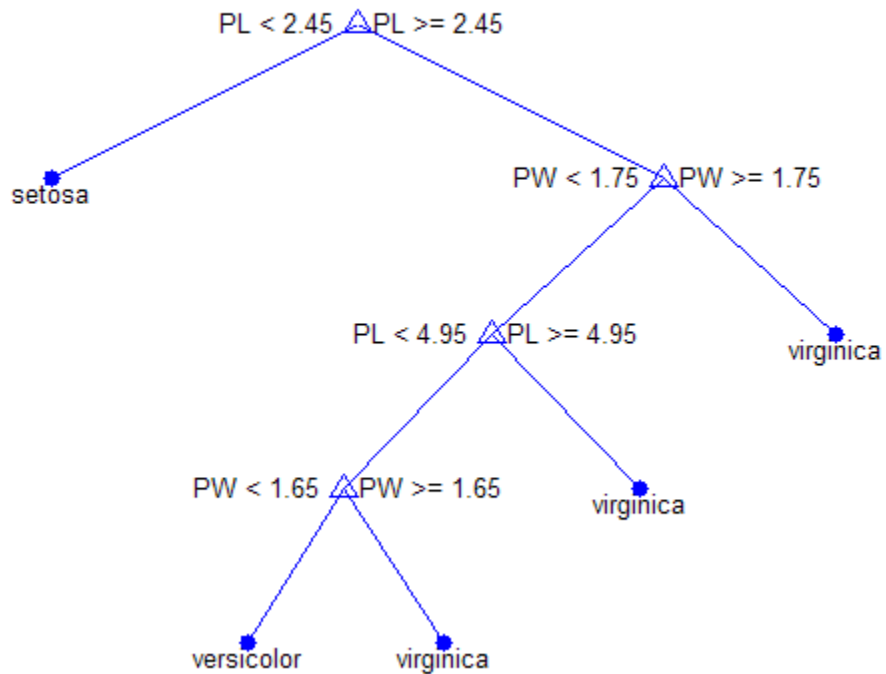 PL < 2.45 PL >= 2.45
setosa
PW < 1.75 PW >= 1.75
PL < 4.95 PL >= 4.95
virginica
PW < 1.65 PW >= 1.65
virginica
versicolor
virginica